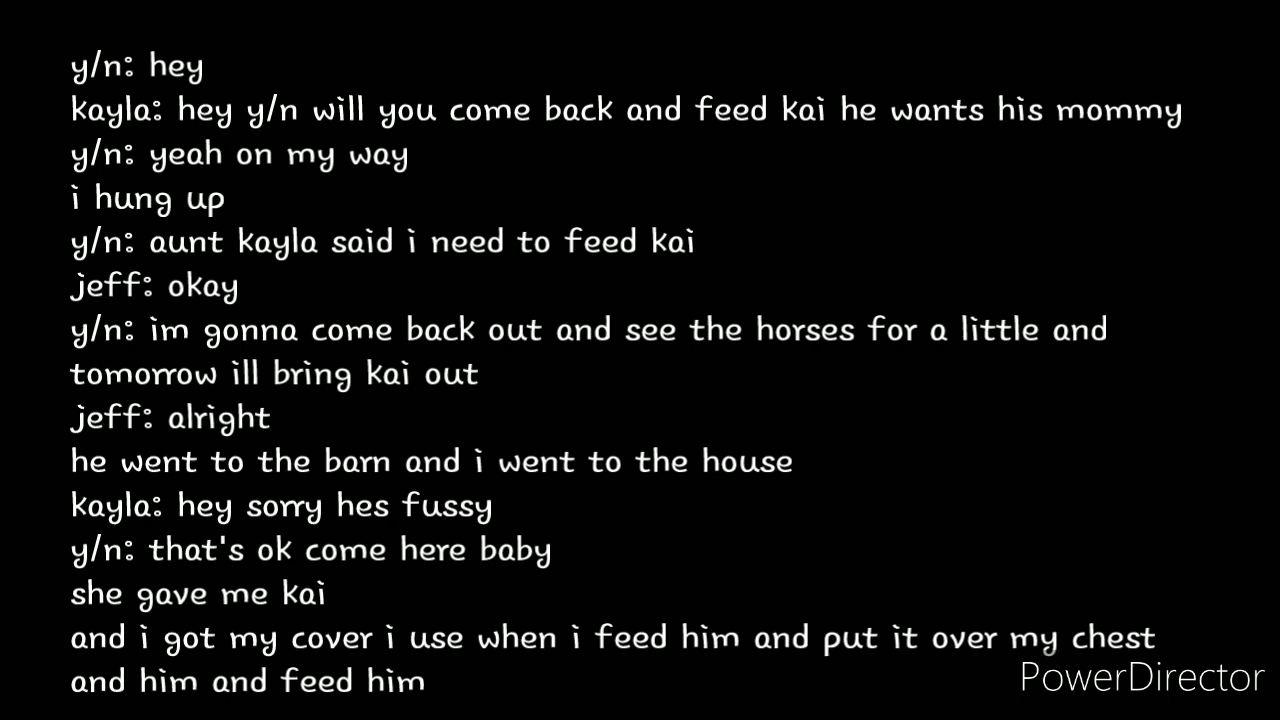 y/n: hey
kayla: hey y/n will you come back and feed kai he wants his mommy
y/n: yeah on my way
i hung up
y/n: aunt kayla said i need to feed kai
jeff: okay
y/n: im gonna come back out and see the horses for a little and
tomorrow ill bring kai out
jeff: alright
he went to the barn and i went to the house
kayla: hey sorry hes fussy
y/n: that's ok come here baby
she gave me kai
and i got my cover i use when i feed him and put it over my chest
and him and feed him
PowerDirector